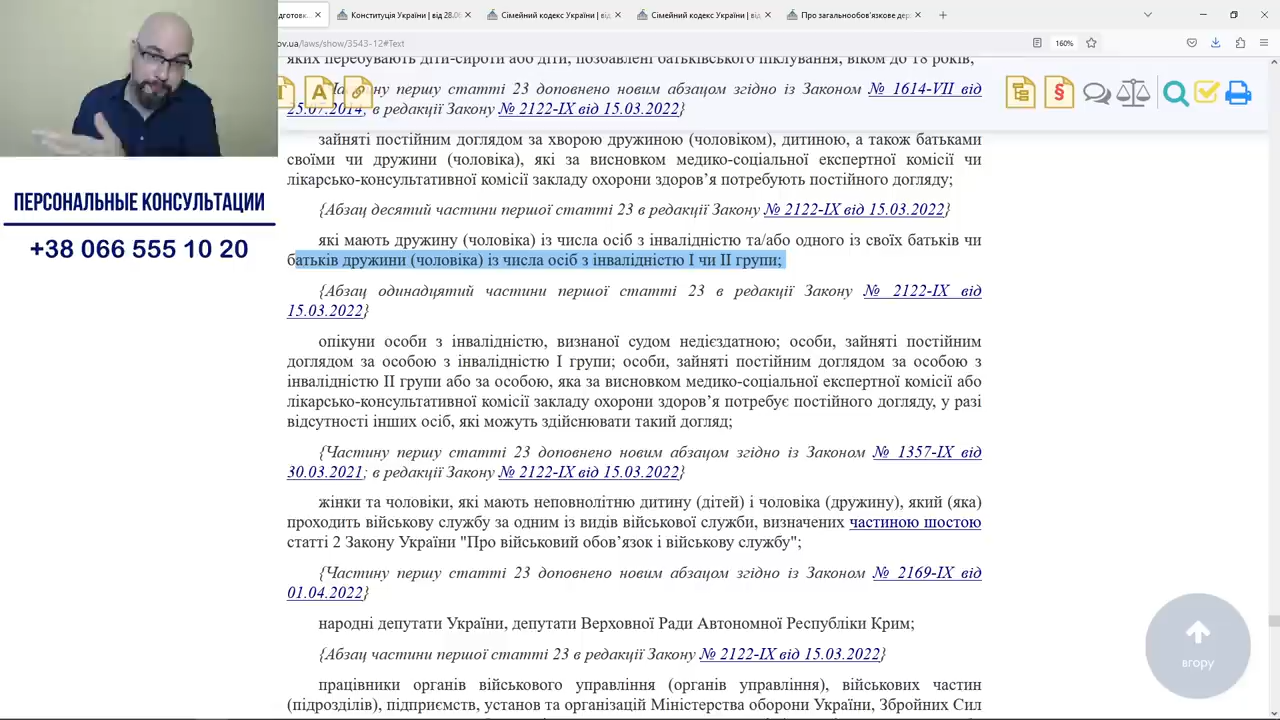 дготовк
Конституція України | від 28.06
Сімейний кодекс України | від
Сімейний кодекс України | від
Про загальнообов'язкове дер
ov.ua/laws/show/3543-12#Text
160%
яких перебувають діти-сироти або діти, позбавлені батьківського піклування, віком до 18 років;
ну першу статті 23 доповнено новим абзацом згідно із Законом № 1614-VII від
25.07.2014; в редакції Закону № 2122-IX від 15.03.2022}
зайняті постійним доглядом за хворою дружиною (чоловіком), дитиною, а також батьками
своїми чи дружини (чоловіка), які за висновком медико-соціальної експертної комісії чи
лікарсько-консультативної комісії закладу охорони здоров’я потребують постійного догляду;
{Абзац десятий частини першої статті 23 в редакції Закону № 2122-IX від 15.03.2022}
які мають дружину (чоловіка) із числа осіб з інвалідністю та/або одного із своїх батьків чи
батьків дружини (чоловіка) із числа осіб з інвалідністю I чи II групи;
{Абзац одинадцятий частини першої статті 23 в редакції Закону № 2122-IX від
15.03.2022}
опікуни особи з інвалідністю, визнаної судом недієздатною; особи, зайняті постійним
доглядом за особою з інвалідністю I групи; особи, зайняті постійним доглядом за особою з
інвалідністю II групи або за особою, яка за висновком медико-соціальної експертної комісії або
лікарсько-консультативної комісії закладу охорони здоров’я потребує постійного догляду, у разі
відсутності інших осіб, які можуть здійснювати такий догляд;
{Частину першу статті 23 доповнено новим абзацом згідно із Законом № 1357-IX від
30.03.2021; в редакції Закону № 2122-IX від 15.03.2022}
жінки та чоловіки, які мають неповнолітню дитину (дітей) і чоловіка (дружину), який (яка)
проходить військову службу за одним із видів військової служби, визначених частиною шостою
статті 2 Закону України "Про військовий обов’язок і військову службу";
{Частину першу статті 23 доповнено новим абзацом згідно із Законом № 2169-IX від
01.04.2022}
народні депутати України, депутати Верховної Ради Автономної Республіки Крим;
{Абзац частини першої статті 23 в редакції Закону № 2122-IX від 15.03.2022}
працівники органів військового управління (органів управління), військових частин
(підрозділів), підприємств, установ та організацій Міністерства оборони України, Збройних Сил
ПЕРСОНАЛЬНЫЕ КОНСУЛЬТАЦИИ
+38 066 555 10 20
вгору